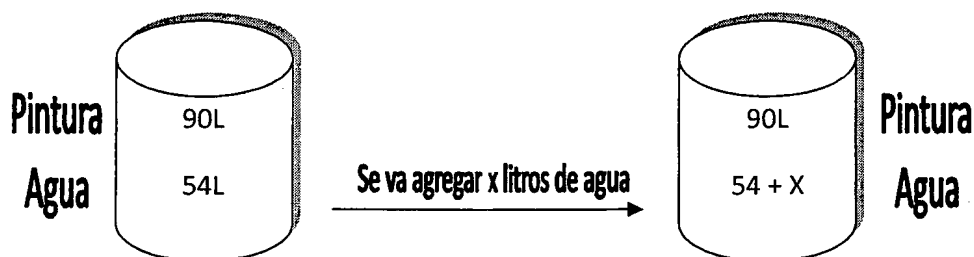 Pintura 90L 90L Pintura
Agua 54L Se va agregar x litros de agua 54 + X Agua